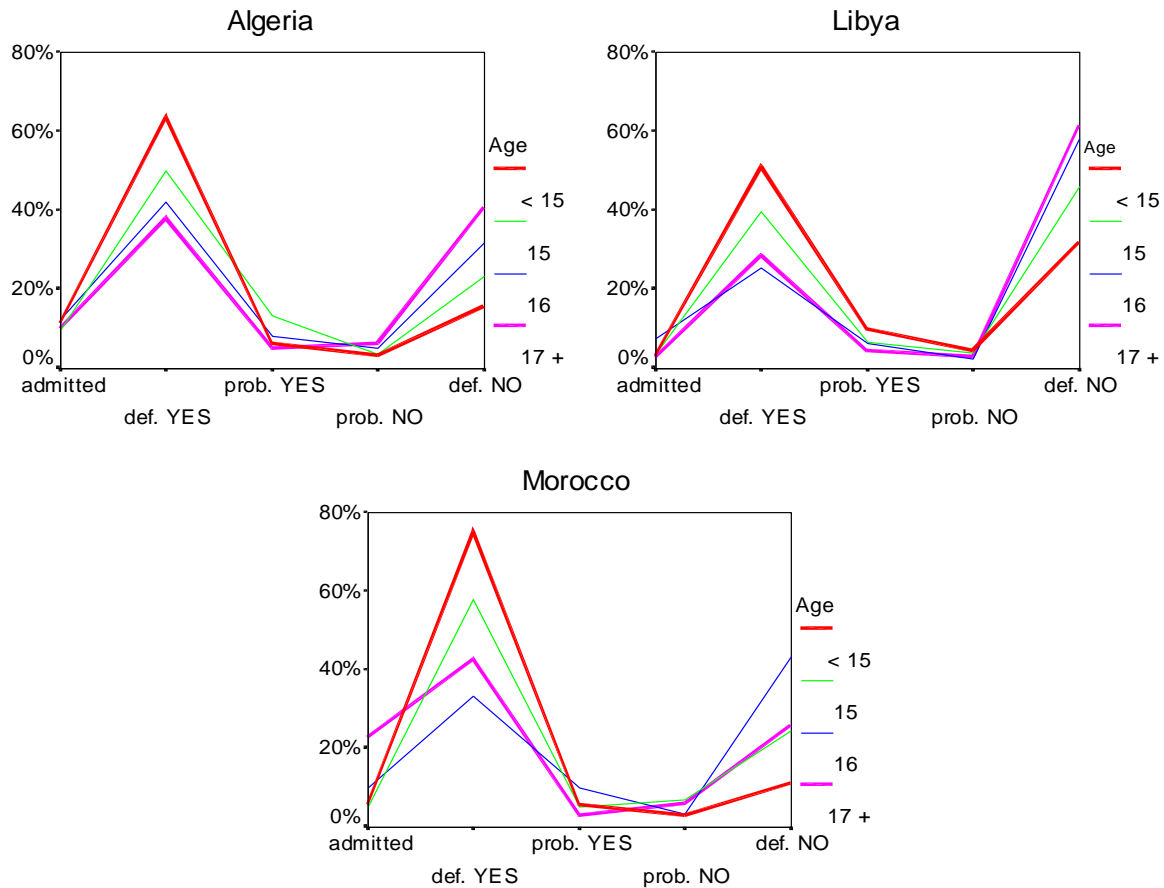 Algeria
80%
60%
40%
20%
0%
admitted
def. YES
prob. YES
prob. NO
def. NO
Age
< 15
15
16
17 +
Libya
80%
60%
40%
20%
0%
admitted
def. YES
prob. YES
prob. NO
def. NO
Age
< 15
15
16
17 +
Morocco
80%
60%
40%
20%
0%
admitted
def. YES
prob. YES
prob. NO
def. NO
Age
< 15
15
16
17 +